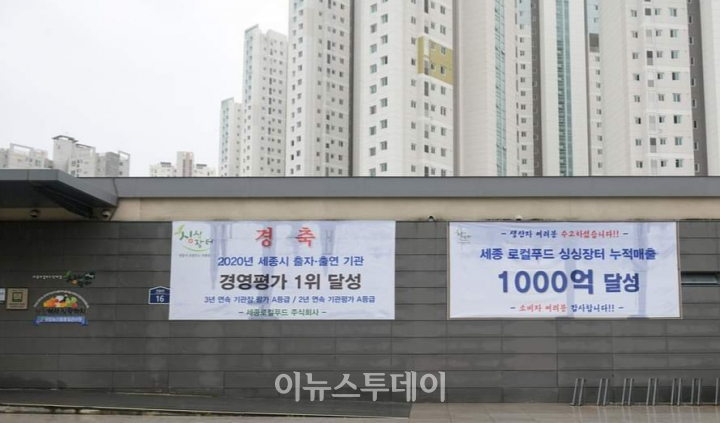 싱싱장터
경 축
2020년 세종시 출자·출연 기관
경영평가 1위 달성
3년 연속 기관장 평가 A등급 / 2년 연속 기관평가 A등급
- 세종로컬푸드 주식회사 -
- 생산자 여러분 수고하셨습니다!! -
세종 로컬푸드 싱싱장터 누적매출
1000억 달성
- 소비자 여러분 감사합니다!! -
16
이뉴스투데이